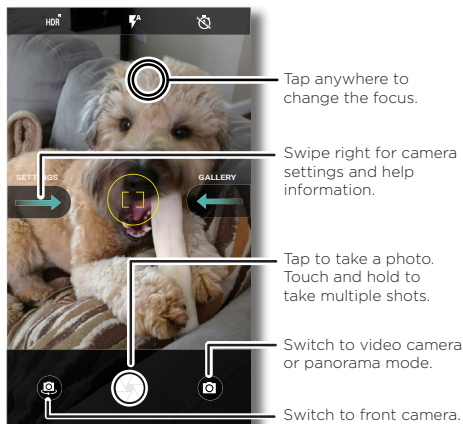 HDR
A
Tap anywhere to
change the focus.
Swipe right for camera
settings and help
information.
SETTINGS
GALLERY
Tap to take a photo.
Touch and hold to
take multiple shots.
Switch to video camera
or panorama mode.
Switch to front camera.